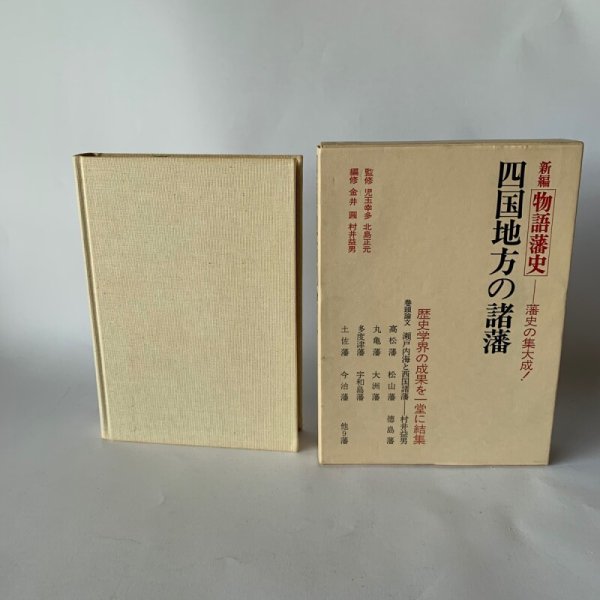 新編 物語藩史――藩史の集大成!
四国地方の諸藩
監修 児玉幸多 北島正元
編修 金井圓 村井益男
歴史学界の成果を一堂に結集
巻頭論文 瀬戸内海と西国諸藩――村井益男
高松藩 松山藩 徳島藩
丸亀藩 大洲藩
多度津藩 宇和島藩
土佐藩 今治藩 他9藩